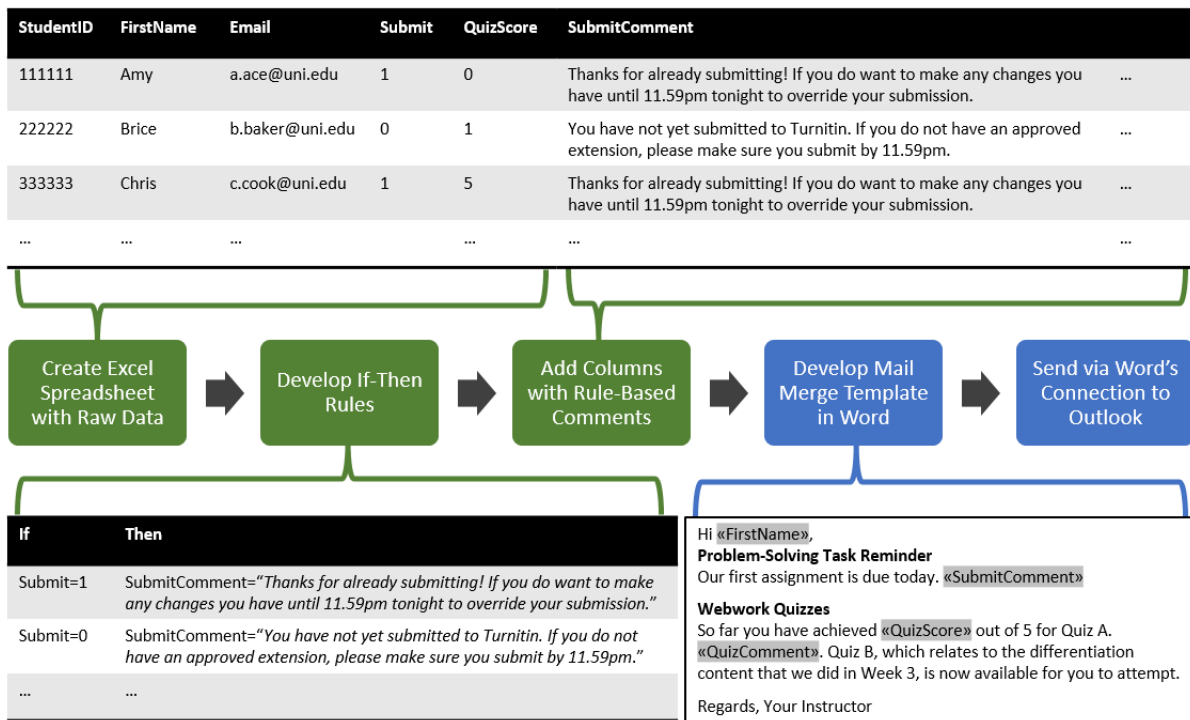 StudentID FirstName Email Submit QuizScore SubmitComment
111111 Amy a.ace@uni.edu 1 0 Thanks for already submitting! If you do want to make any changes you ...
have until 11.59pm tonight to override your submission.
222222 Brice b.baker@uni.edu 0 1 You have not yet submitted to Turnitin. If you do not have an approved ...
extension, please make sure you submit by 11.59pm.
333333 Chris c.cook@uni.edu 1 5 Thanks for already submitting! If you do want to make any changes you ...
have until 11.59pm tonight to override your submission.
... ... ... ... ... ...
Create Excel
Spreadsheet
with Raw Data
Develop If-Then
Rules
Add Columns
with Rule-Based
Comments
Develop Mail
Merge Template
in Word
Send via Word’s
Connection to
Outlook
If Then
Submit=1 SubmitComment=“Thanks for already submitting! If you do want to make
any changes you have until 11.59pm tonight to override your submission.”
Submit=0 SubmitComment=“You have not yet submitted to Turnitin. If you do not
have an approved extension, please make sure you submit by 11.59pm.”
... ...
Hi «FirstName»,
Problem-Solving Task Reminder
Our first assignment is due today. «SubmitComment»
Webwork Quizzes
So far you have achieved «QuizScore» out of 5 for Quiz A.
«QuizComment». Quiz B, which relates to the differentiation
content that we did in Week 3, is now available for you to attempt.
Regards, Your Instructor